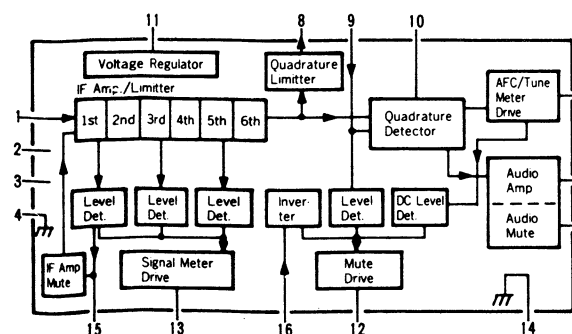 11
8
9
10
Voltage Regulator
Quadrature
Limitter
AFC/Tune
Meter
Drive
IF Amp./Limitter
1
1st 2nd 3rd 4th 5th 6th
Quadrature
Detector
2
3
4
Level
Det.
Level
Det.
Level
Det.
Inver-
ter
Level
Det.
DC Level
Det.
Audio
Amp
Audio
Mute
IF Amp
Mute
Signal Meter
Drive
Mute
Drive
15
13
16
12
14